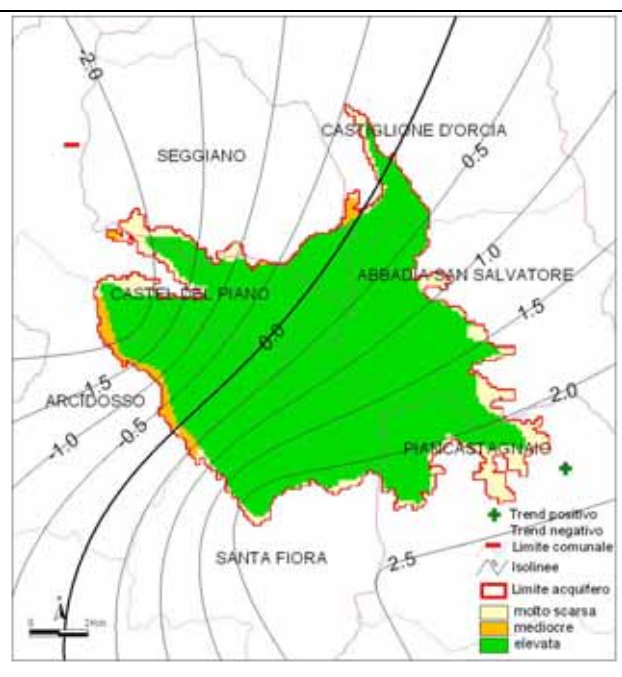 -2.0
CASTIGLIONE D'ORCIA
SEGGIANO
0.5
1.0
ABBADIA SAN SALVATORE
CASTEL DEL PIANO
1.5
0.0
-1.5
2.0
ARCIDOSSO
-0.5
-1.0
PIANCASTAGNAIO
Trend positivo
Trend negativo
Limite comunale
SANTA FIORA
2.5
Isolinee
Limite acquifero
molto scarsa
mediocre
elevata
0 2Km